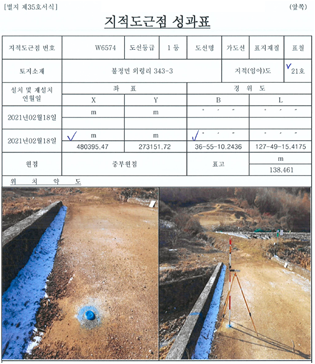 [별지 제35호서식] (앞쪽)
지적도근점 성과표
지적도근점 번호 W6574 도선등급 1 등 도선명 가도선 표지재질 표철
토지소재 불정면 외령리 343-3 지적(임야)도 21호
설치 및 재설치 연월일 좌 표 경 위 도
X Y B L
2021년02월18일 m m
2021년02월18일 m m
480395.47 273151.72 36-55-10.2436 127-49-15.4175
원점 중부원점 표고 m
138.461
위 치 약 도